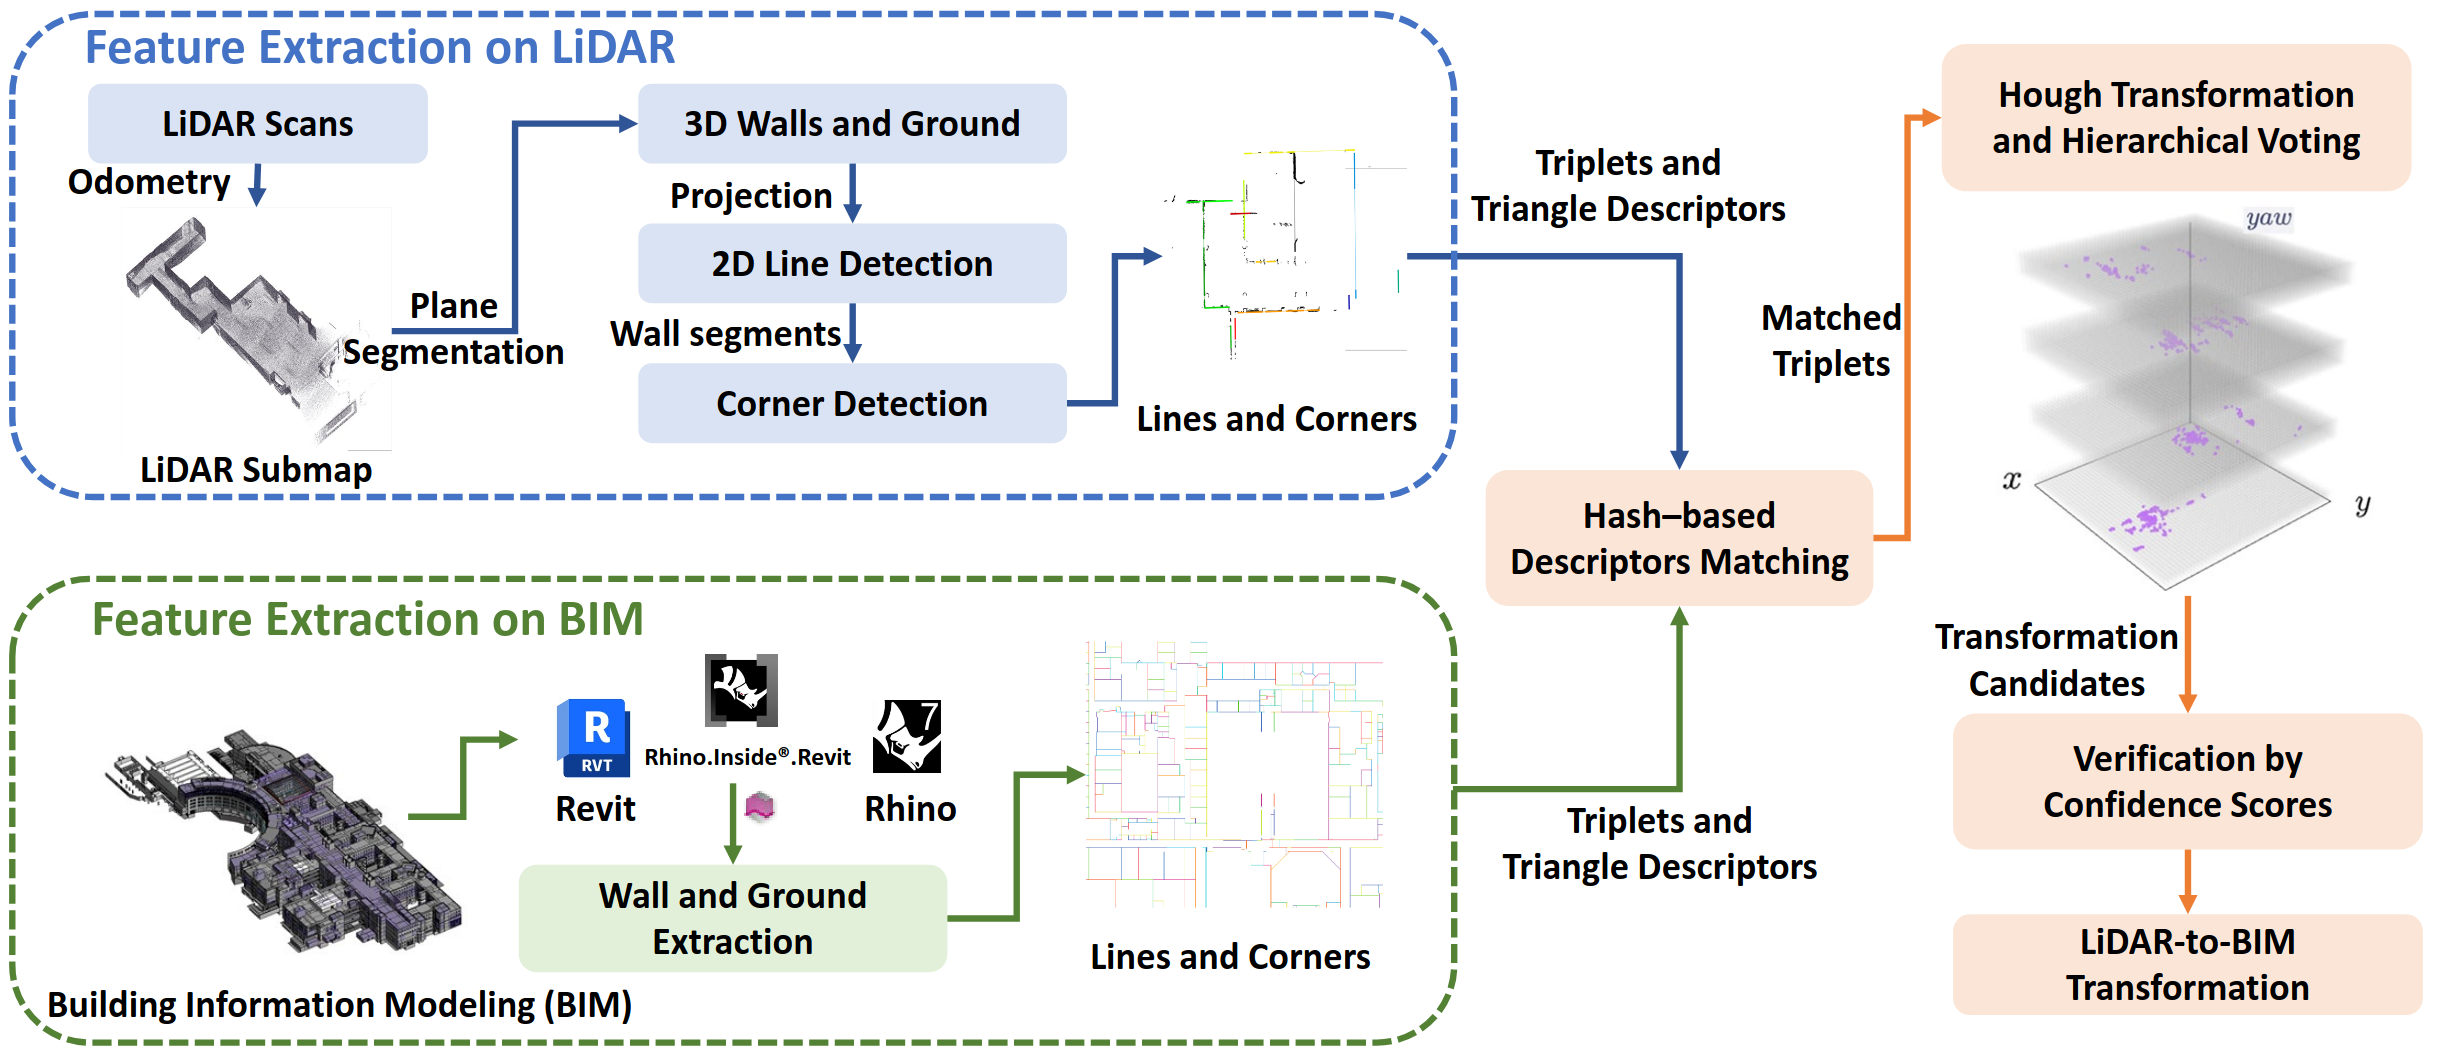 Feature Extraction on LiDAR
LiDAR Scans
Odometry
LiDAR Submap
Plane
Segmentation
3D Walls and Ground
Projection
2D Line Detection
Wall segments
Corner Detection
Lines and Corners
Triplets and
Triangle Descriptors
Feature Extraction on BIM
Building Information Modeling (BIM)
R
RVT
Revit
Rhino.Inside®.Revit
7
Rhino
Wall and Ground
Extraction
Lines and Corners
Triplets and
Triangle Descriptors
Hash–based
Descriptors Matching
Matched
Triplets
Hough Transformation
and Hierarchical Voting
yaw
x
y
Transformation
Candidates
Verification by
Confidence Scores
LiDAR-to-BIM
Transformation